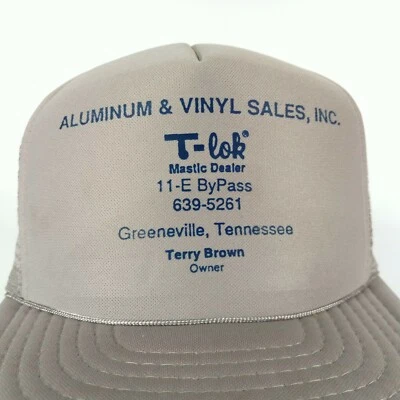 ALUMINUM & VINYL SALES, INC.
T-lok®
Mastic Dealer
11-E ByPass
639-5261
Greeneville, Tennessee
Terry Brown
Owner